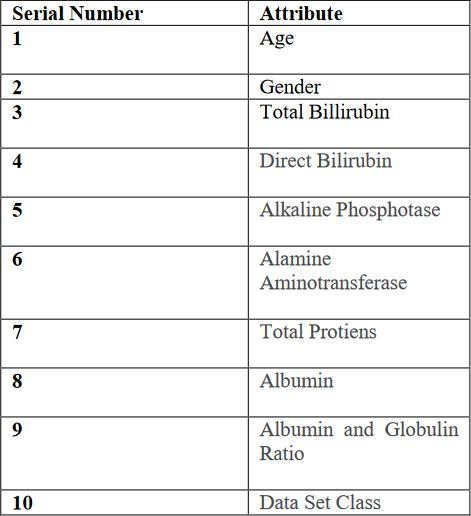 Serial Number Attribute
1 Age
2 Gender
3 Total Billirubin
4 Direct Bilirubin
5 Alkaline Phosphotase
6 Alamine
Aminotransferase
7 Total Protiens
8 Albumin
9 Albumin and Globulin
Ratio
10 Data Set Class